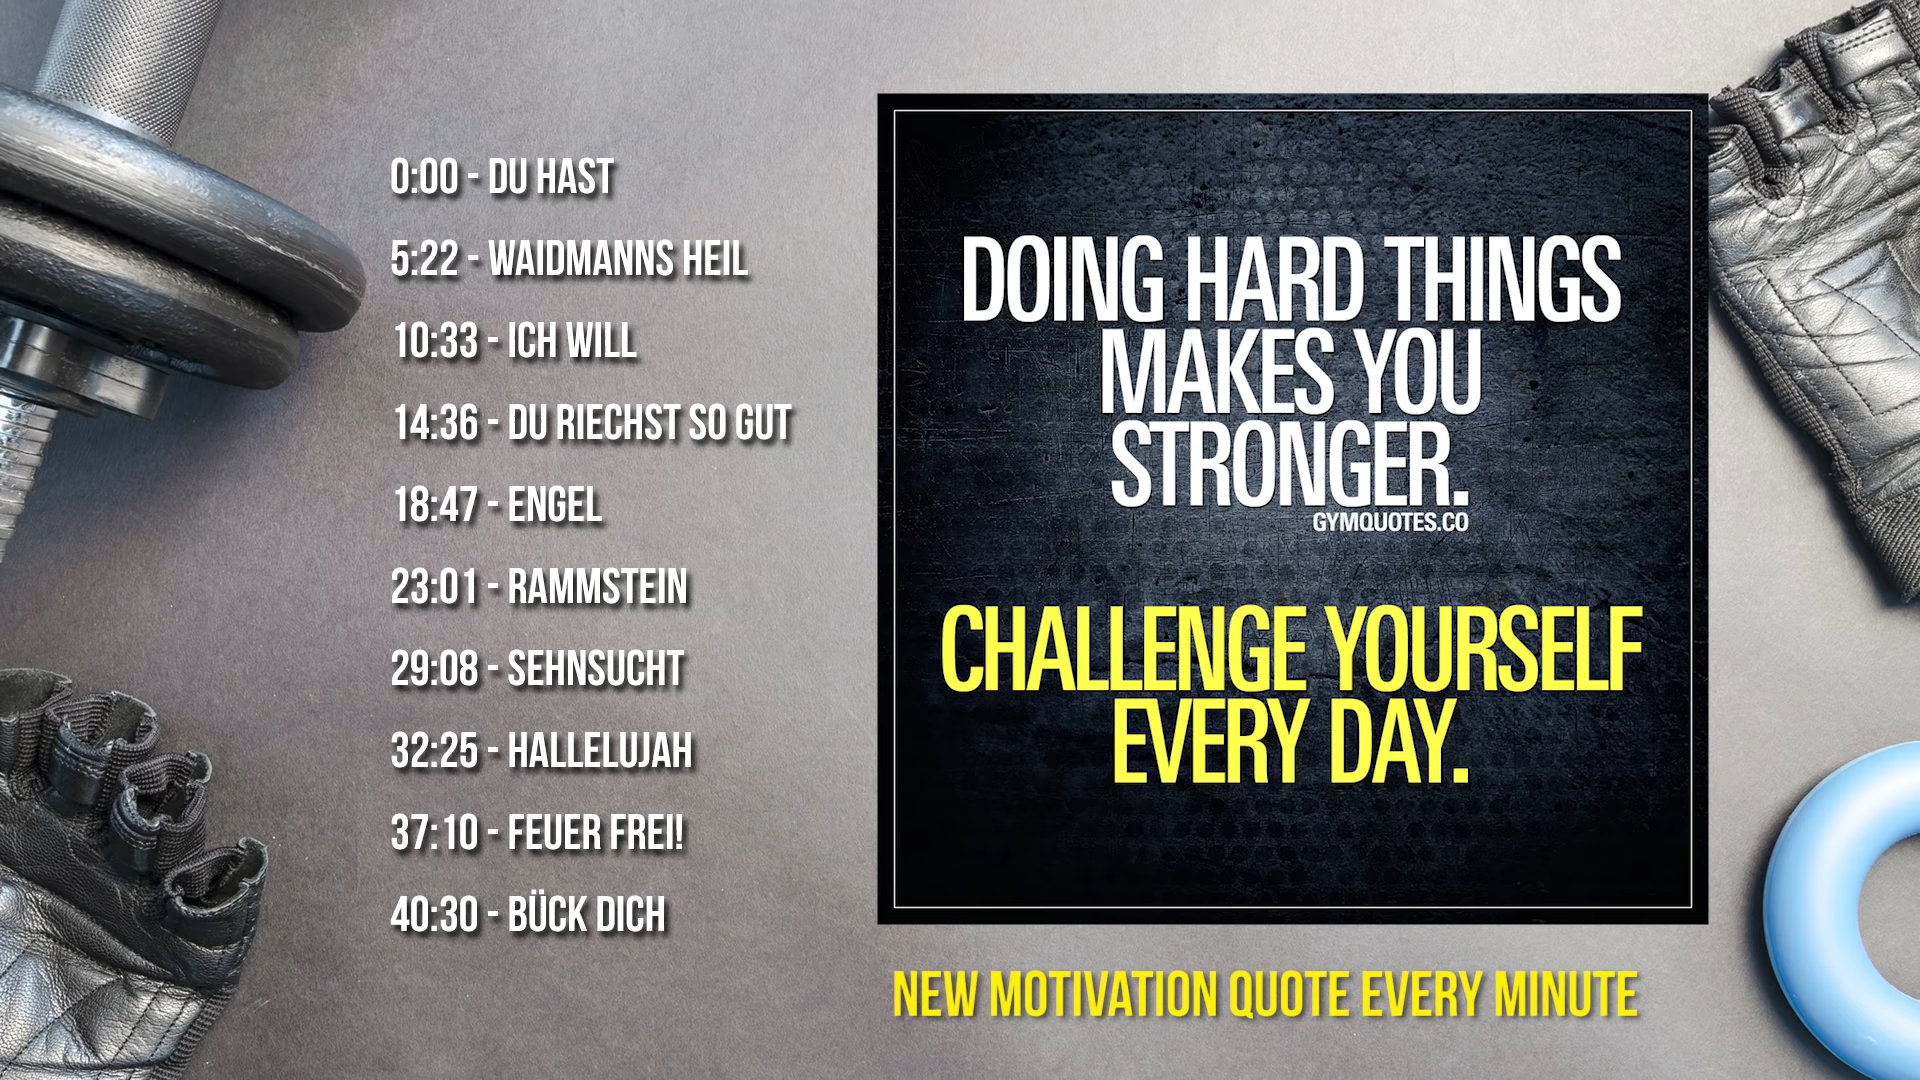 0:00 - DU HAST
5:22 - WAIDMANNS HEIL
10:33 - ICH WILL
14:36 - DU RIECHST SO GUT
18:47 - ENGEL
23:01 - RAMMSTEIN
29:08 - SEHNSUCHT
32:25 - HALLELUJAH
37:10 - FEUER FREI!
40:30 - BÜCK DICH
DOING HARD THINGS
MAKES YOU
STRONGER.
GYMQUOTES.CO
CHALLENGE YOURSELF
EVERY DAY.
NEW MOTIVATION QUOTE EVERY MINUTE